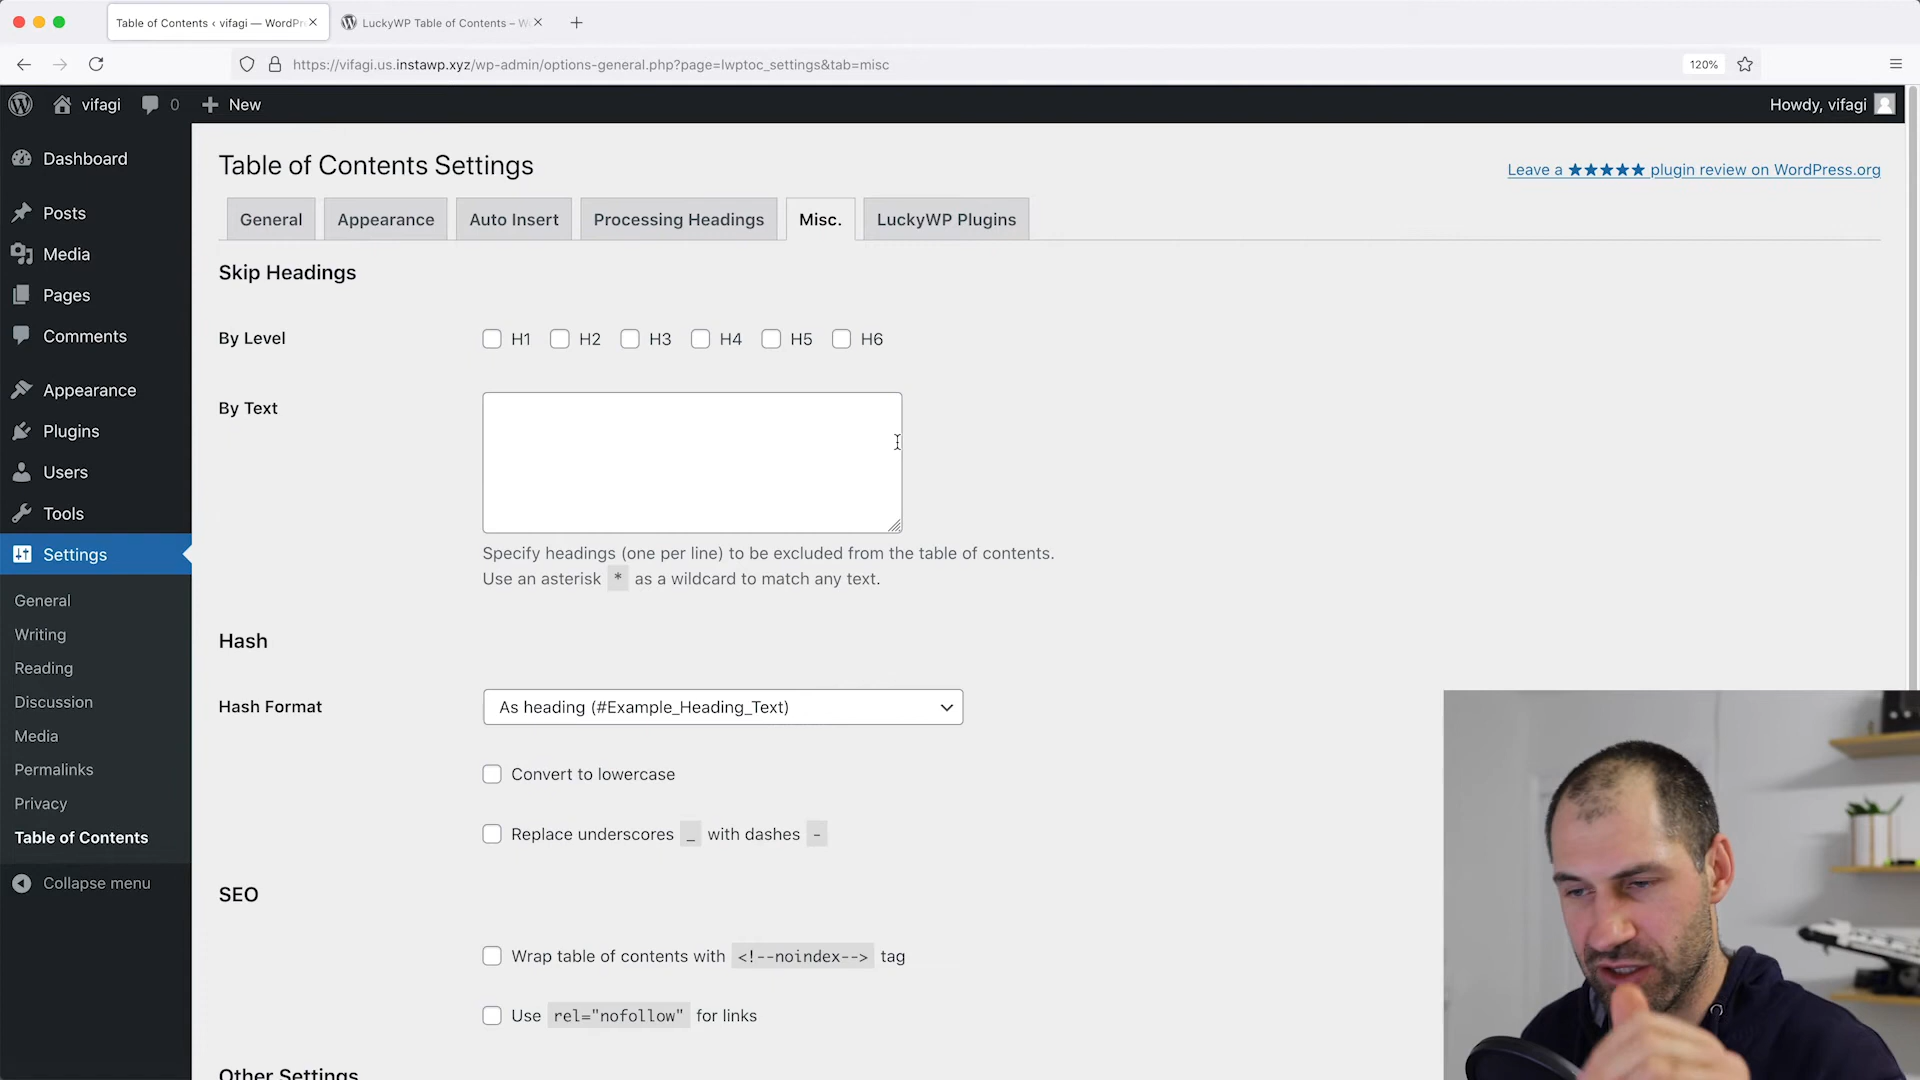 Table of Contents ‹ vifagi — WordPr
LuckyWP Table of Contents – W
https://vifagi.us.instawp.xyz/wp-admin/options-general.php?page=lwptoc_settings&tab=misc
120%
vifagi
0
New
Howdy, vifagi
Dashboard
Posts
Media
Pages
Comments
Appearance
Plugins
Users
Tools
Settings
General
Writing
Reading
Discussion
Media
Permalinks
Privacy
Table of Contents
Collapse menu
Table of Contents Settings
Leave a ★★★★★ plugin review on WordPress.org
General
Appearance
Auto Insert
Processing Headings
Misc.
LuckyWP Plugins
Skip Headings
By Level
H1
H2
H3
H4
H5
H6
By Text
Specify headings (one per line) to be excluded from the table of contents.
Use an asterisk * as a wildcard to match any text.
Hash
Hash Format
As heading (#Example_Heading_Text)
Convert to lowercase
Replace underscores _ with dashes -
SEO
Wrap table of contents with <!--noindex--> tag
Use rel="nofollow" for links
Other Settings